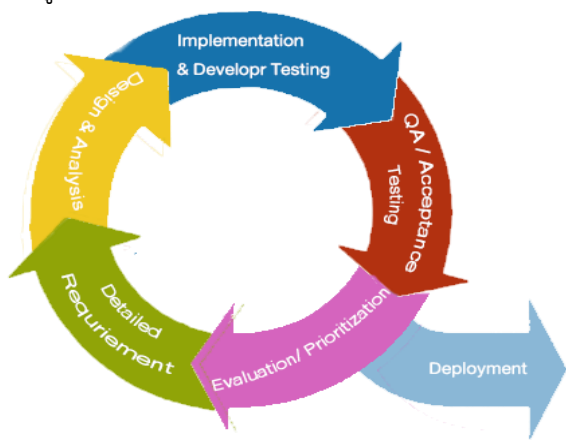 Implementation
& Developr Testing
QA / Acceptance
Testing
Evaluation/ Prioritization
Deployment
Detailed
Requriement
Design & Analysis